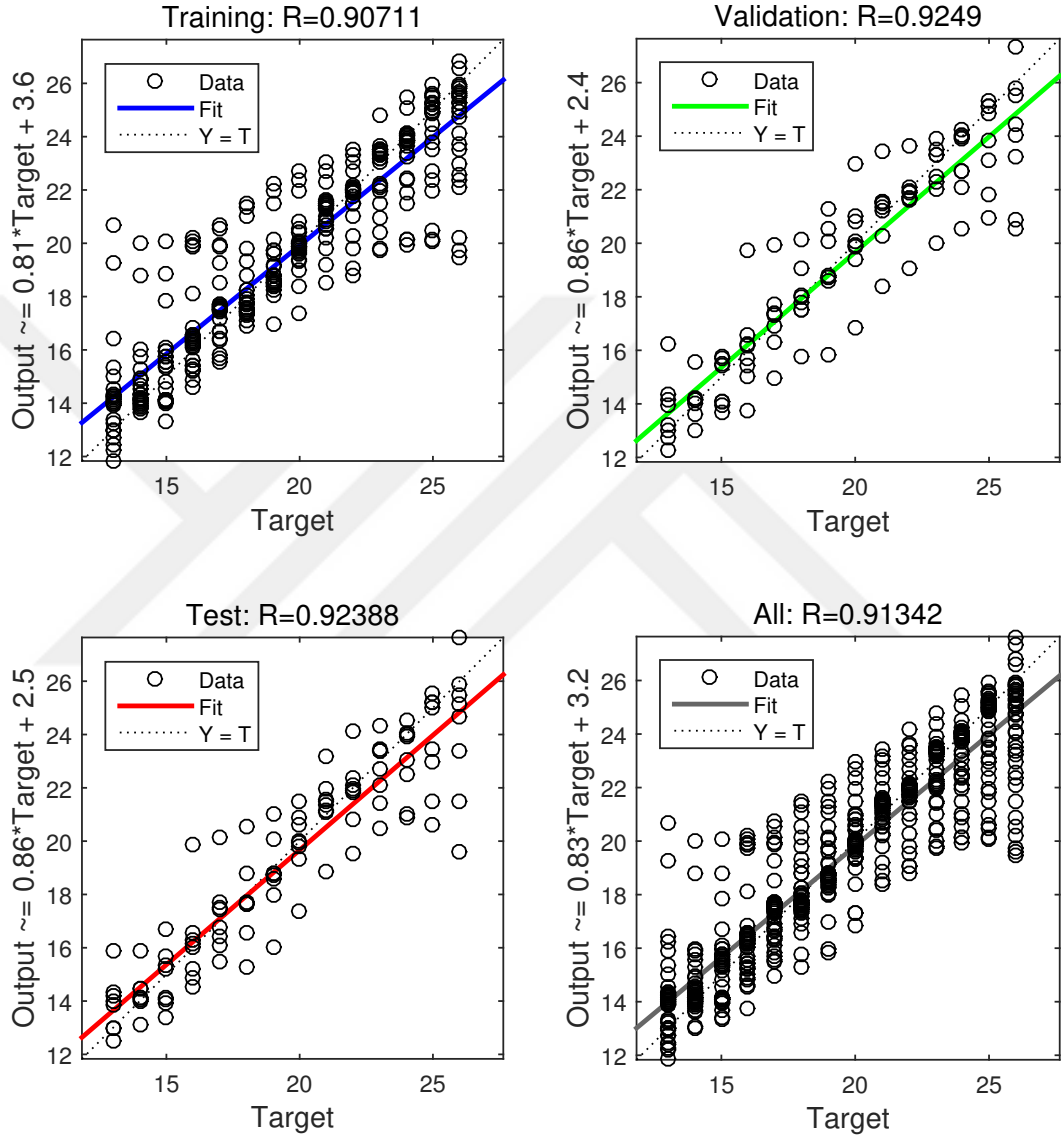 Training: R=0.90711
Output ~= 0.81*Target + 3.6
Data
Fit
Y = T
26
24
22
20
18
16
14
12
15
20
25
Target
Validation: R=0.9249
Output ~= 0.86*Target + 2.4
Data
Fit
Y = T
26
24
22
20
18
16
14
12
15
20
25
Target
Test: R=0.92388
Output ~= 0.86*Target + 2.5
Data
Fit
Y = T
26
24
22
20
18
16
14
12
15
20
25
Target
All: R=0.91342
Output ~= 0.83*Target + 3.2
Data
Fit
Y = T
26
24
22
20
18
16
14
12
15
20
25
Target